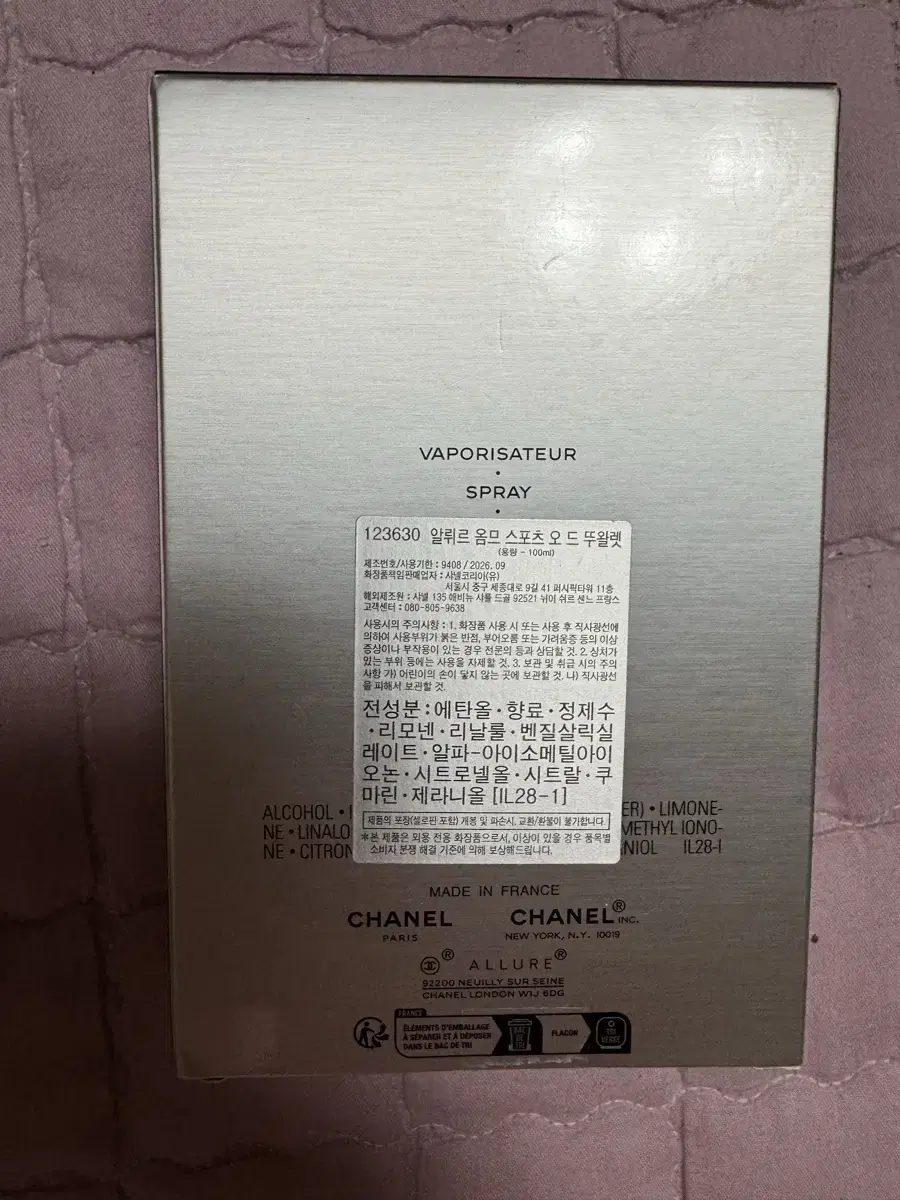 VAPORISATEUR
•
SPRAY
•
123630 알뤼르 옴므 스포츠 오 드 뚜왈렛
(용량 - 100ml)
제조번호/사용기한 : 9408 / 2026. 09
화장품책임판매업자 : 샤넬코리아(유)
서울시 중구 세종대로 9길 41 퍼시픽타워 11층
해외제조원 : 샤넬 135 애비뉴 샤를 드골 92521 뉘이 쉬르 센느 프랑스
고객센터 : 080-805-9638
사용시의 주의사항 : 1. 화장품 사용 시 또는 사용 후 직사광선에
의하여 사용부위가 붉은 반점, 부어오름 또는 가려움증 등의 이상
증상이나 부작용이 있는 경우 전문의 등과 상담할 것. 2. 상처가
있는 부위 등에는 사용을 자제할 것. 3. 보관 및 취급 시의 주의
사항 가) 어린이의 손이 닿지 않는 곳에 보관할 것. 나) 직사광선
을 피해서 보관할 것.
전성분 : 에탄올 · 향료 · 정제수
· 리모넨 · 리날룰 · 벤질살릭실
레이트 · 알파-아이소메틸아이
오논 · 시트로넬올 · 시트랄 · 쿠
마린 · 제라니올 [IL28-1]
제품의 포장(셀로판 포함) 개봉 및 파손시, 교환/환불이 불가합니다.
*본 제품은 외용 전용 화장품으로서, 이상이 있을 경우 품목별
소비자 분쟁 해결 기준에 의해 보상해드립니다.
ALCOHOL • ER) • LIMONE-
NE • LINALO METHYL IONO-
NE • CITRON NIOL IL28-I
MADE IN FRANCE
CHANEL CHANEL® INC.
PARIS NEW YORK, N.Y. 10019
® ALLURE®
92200 NEUILLY SUR SEINE
CHANEL LONDON W1J 6DG
FRANCE
ÉLÉMENTS D'EMBALLAGE
À SÉPARER ET À DÉPOSER
DANS LE BAC DE TRI
BAC DE TRI
FLACON
TRI VERRE